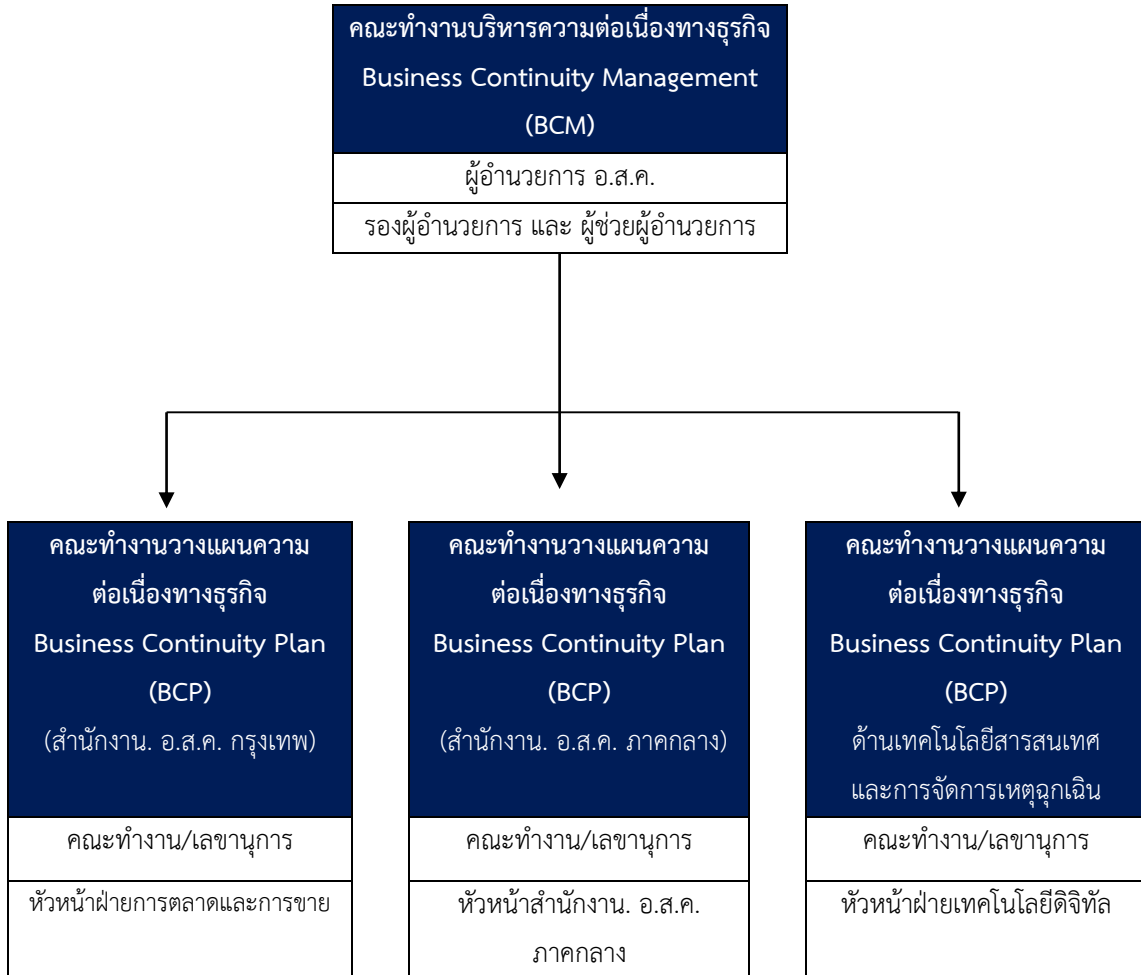 คณะทำงานบริหารความต่อเนื่องทางธุรกิจ
Business Continuity Management
(BCM)
ผู้อำนวยการ อ.ส.ค.
รองผู้อำนวยการ และ ผู้ช่วยผู้อำนวยการ
คณะทำงานวางแผนความ
ต่อเนื่องทางธุรกิจ
Business Continuity Plan
(BCP)
(สำนักงาน. อ.ส.ค. กรุงเทพ)
คณะทำงาน/เลขานุการ
หัวหน้าฝ่ายการตลาดและการขาย
คณะทำงานวางแผนความ
ต่อเนื่องทางธุรกิจ
Business Continuity Plan
(BCP)
(สำนักงาน. อ.ส.ค. ภาคกลาง)
คณะทำงาน/เลขานุการ
หัวหน้าสำนักงาน. อ.ส.ค.
ภาคกลาง
คณะทำงานวางแผนความ
ต่อเนื่องทางธุรกิจ
Business Continuity Plan
(BCP)
ด้านเทคโนโลยีสารสนเทศ
และการจัดการเหตุฉุกเฉิน
คณะทำงาน/เลขานุการ
หัวหน้าฝ่ายเทคโนโลยีดิจิทัล